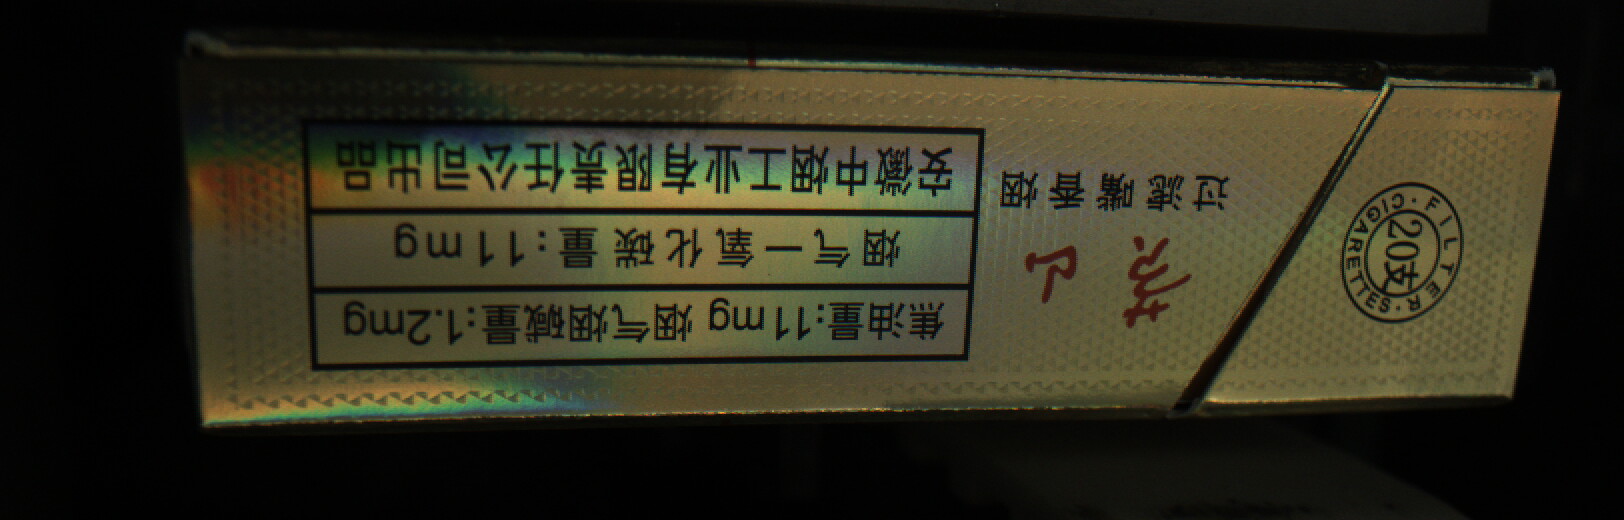 FILTER·CIGARETTES·
20支
黄山
过滤嘴香烟
焦油量:11mg 烟气烟碱量:1.2mg
烟气一氧化碳量:11mg
安徽中烟工业有限责任公司出品